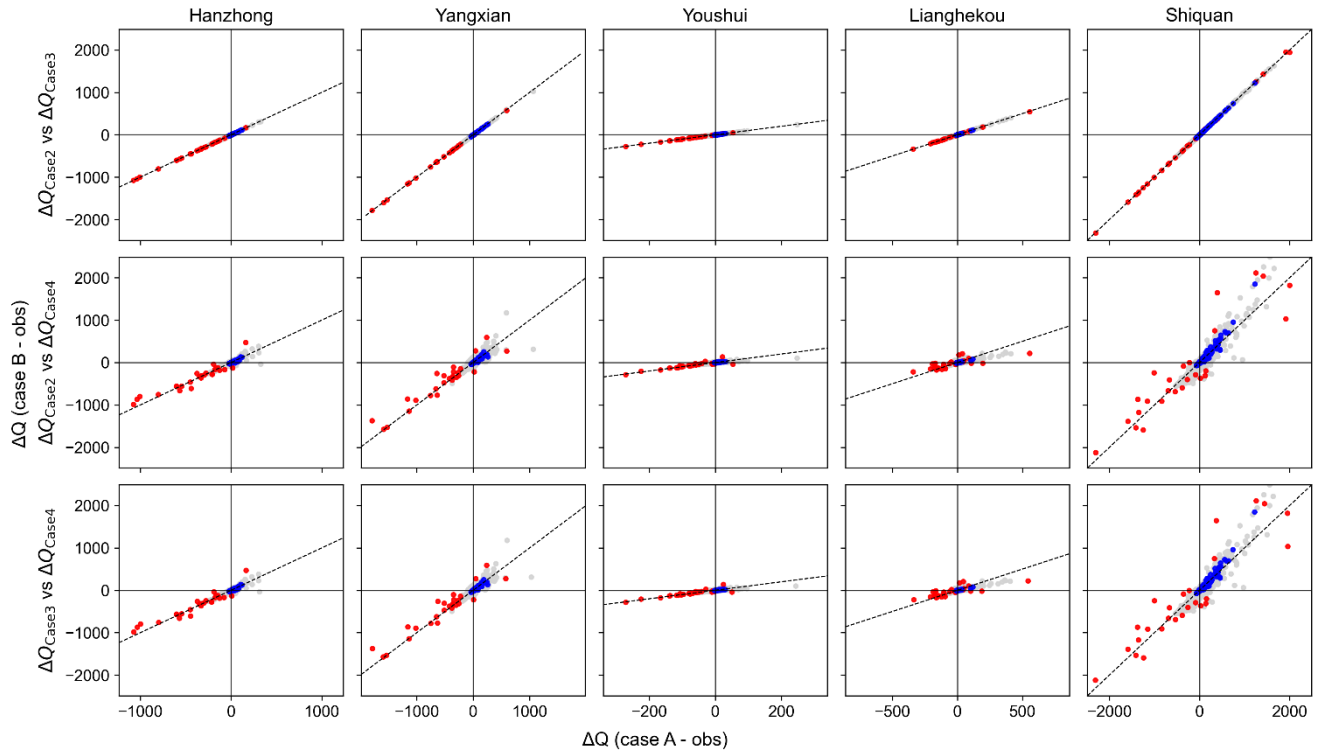 Hanzhong Yangxian Youshui Lianghekou Shiquan
ΔQ (case B - obs)
ΔQCase2 vs ΔQCase3
2000
1000
0
−1000
−2000
ΔQCase2 vs ΔQCase4
2000
1000
0
−1000
−2000
ΔQCase3 vs ΔQCase4
2000
1000
0
−1000
−2000
−1000 0 1000 −1000 0 1000 −200 0 200 −500 0 500 −2000 0 2000
ΔQ (case A - obs)